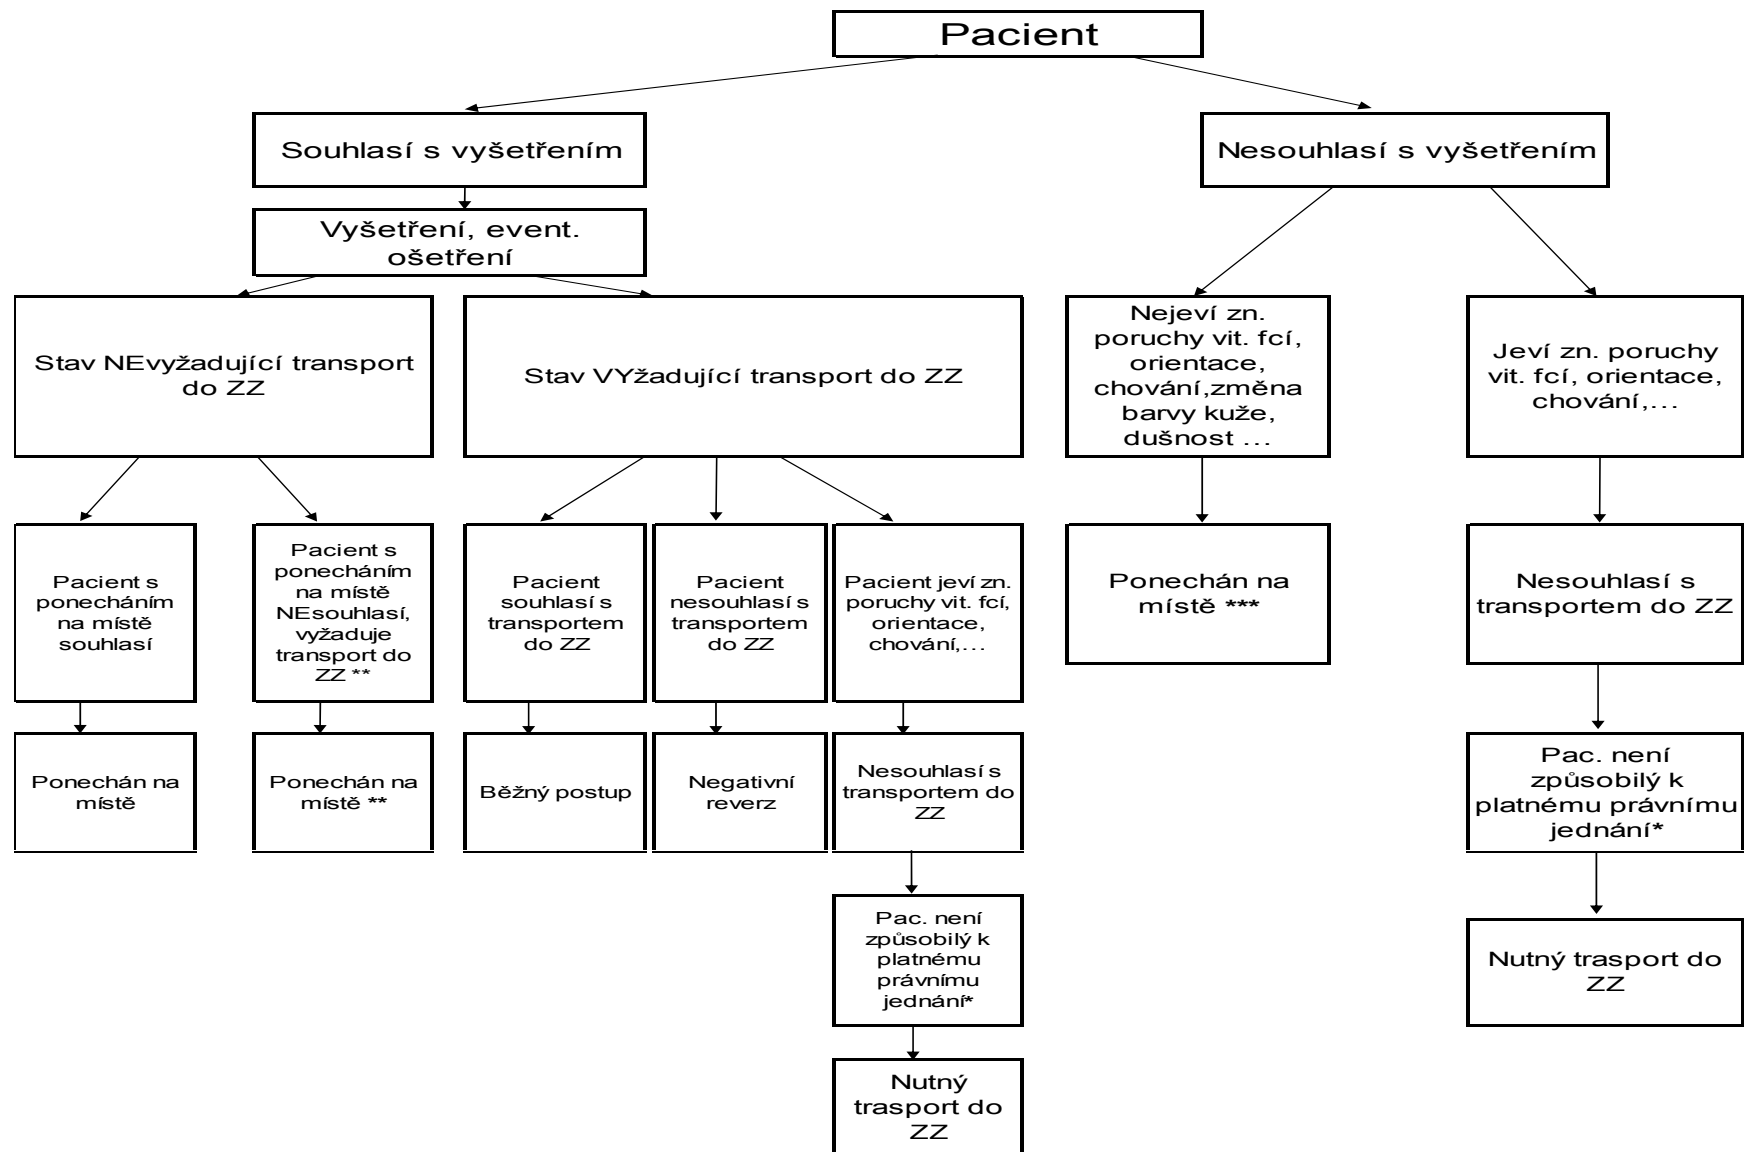 Pacient
Souhlasí s vyšetřením
Nesouhlasí s vyšetřením
Vyšetření, event.
ošetření
Stav NEvyžadující transport
do ZZ
Stav VYžadující transport do ZZ
Nejeví zn.
poruchy vit. fcí,
orientace,
chování,změna
barvy kuže,
dušnost ...
Jeví zn. poruchy
vit. fcí, orientace,
chování,...
Pacient s
ponecháním
na místě
souhlasí
Pacient s
ponecháním
na místě
NEsouhlasí,
vyžaduje
transport do
ZZ **
Pacient
souhlasí s
transportem
do ZZ
Pacient
nesouhlasí s
transportem
do ZZ
Pacient jeví zn.
poruchy vit. fcí,
orientace,
chování,...
Ponechán na
místě ***
Nesouhlasí s
transportem do ZZ
Ponechán na
místě
Ponechán na
místě **
Běžný postup
Negativní
reverz
Nesouhlasí s
transportem do
ZZ
Pac. není
způsobilý k
platnému právnímu
jednání*
Pac. není
způsobilý k
platnému
právnímu
jednání*
Nutný trasport do
ZZ
Nutný
trasport do
ZZ